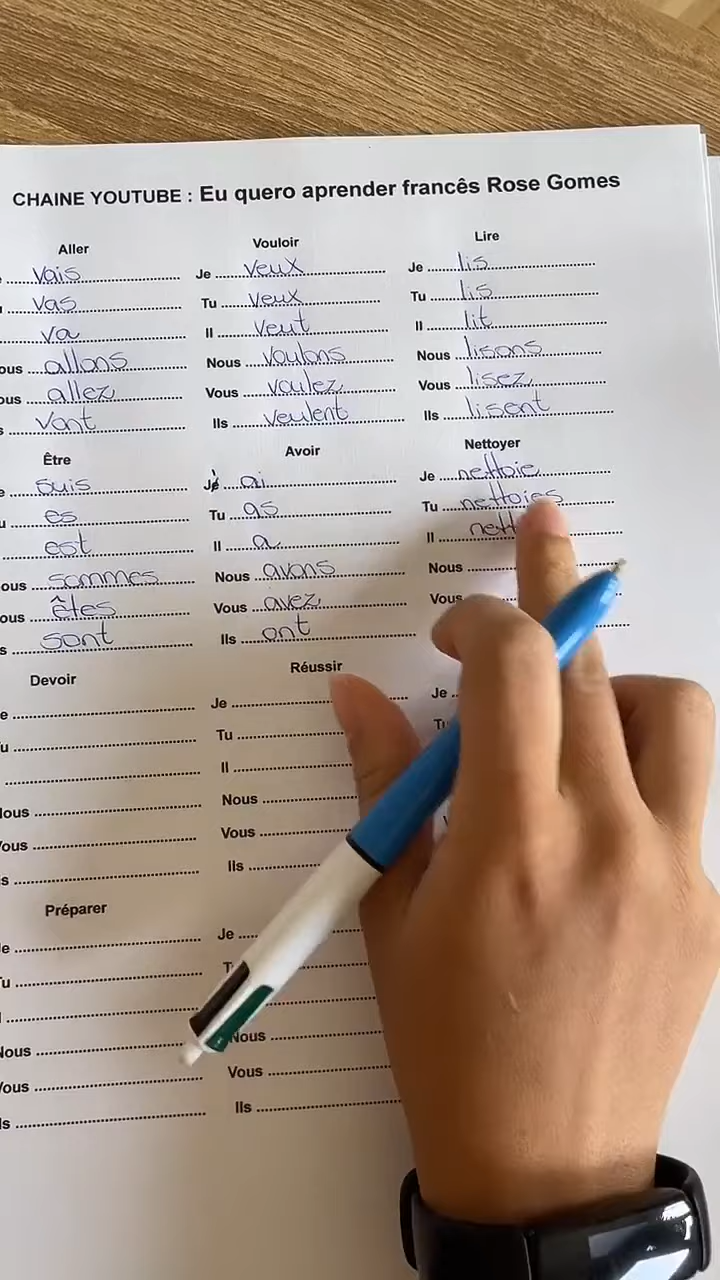 CHAINE YOUTUBE : Eu quero aprender francês Rose Gomes
Aller
vais
vas
va
ous allons
ous allez
s vont
Vouloir
Je veux
Tu veux
Il veut
Nous voulons
Vous voulez
Ils veulent
Lire
Je lis
Tu lis
Il lit
Nous lisons
Vous lisez
Ils lisent
Être
e suis
u es
est
ous sommes
ous êtes
s sont
Avoir
J' ai
Tu as
Il a
Nous avons
Vous avez
Ils ont
Nettoyer
Je nettoie
Tu nettoies
Il nett
Nous
Vous
Devoir
e
u
Nous
Vous
s
Réussir
Je
Tu
Il
Nous
Vous
Ils
Je
Tu
Préparer
Je
Tu
Nous
Vous
Ils
Je
T
Nous
Vous
Ils